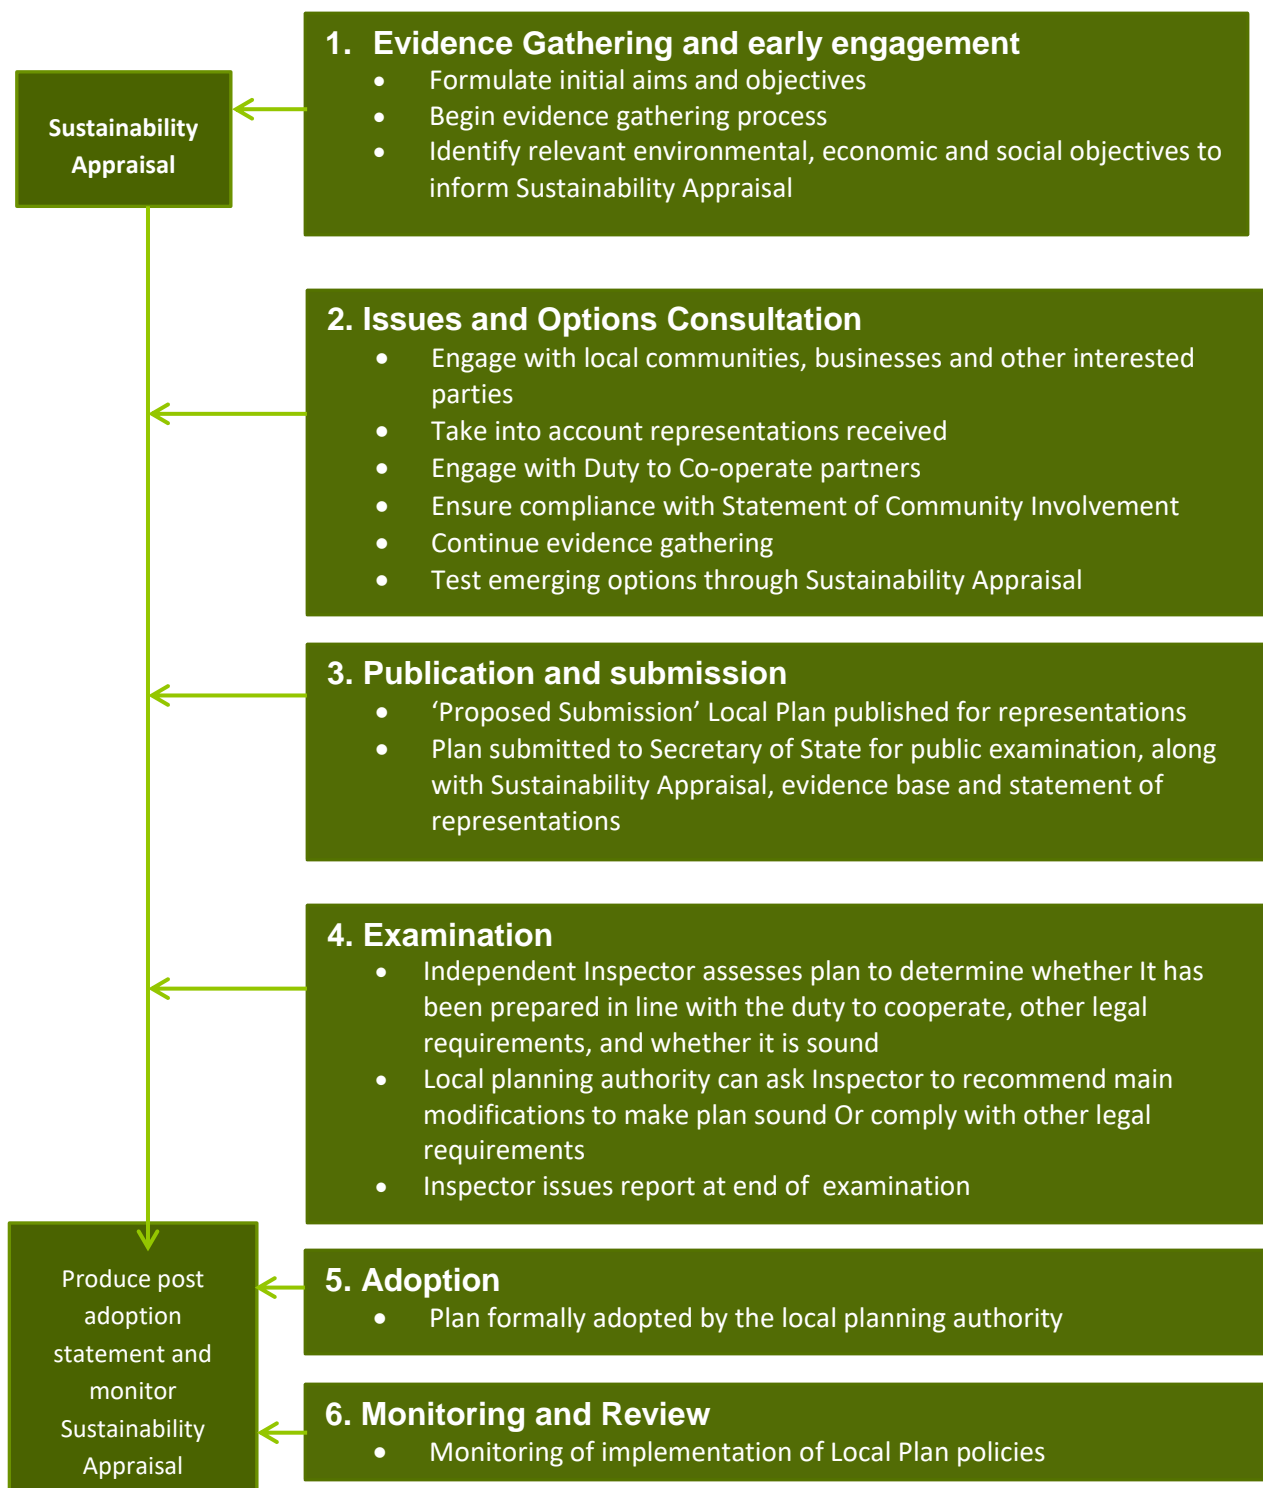 Sustainability
Appraisal
1. Evidence Gathering and early engagement
• Formulate initial aims and objectives
• Begin evidence gathering process
• Identify relevant environmental, economic and social objectives to
inform Sustainability Appraisal
2. Issues and Options Consultation
• Engage with local communities, businesses and other interested
parties
• Take into account representations received
• Engage with Duty to Co-operate partners
• Ensure compliance with Statement of Community Involvement
• Continue evidence gathering
• Test emerging options through Sustainability Appraisal
3. Publication and submission
• ‘Proposed Submission’ Local Plan published for representations
• Plan submitted to Secretary of State for public examination, along
with Sustainability Appraisal, evidence base and statement of
representations
4. Examination
• Independent Inspector assesses plan to determine whether It has
been prepared in line with the duty to cooperate, other legal
requirements, and whether it is sound
• Local planning authority can ask Inspector to recommend main
modifications to make plan sound Or comply with other legal
requirements
• Inspector issues report at end of examination
Produce post
adoption
statement and
monitor
Sustainability
Appraisal
5. Adoption
• Plan formally adopted by the local planning authority
6. Monitoring and Review
• Monitoring of implementation of Local Plan policies